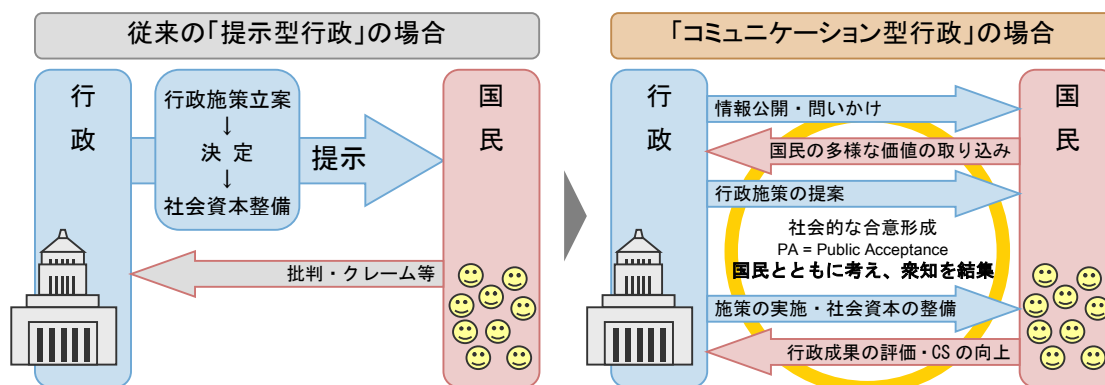 従来の「提示型行政」の場合
行政
行政施策立案
↓
決 定
↓
社会資本整備
提示
国民
批判・クレーム等
「コミュニケーション型行政」の場合
行政
国民
情報公開・問いかけ
国民の多様な価値の取り込み
行政施策の提案
社会的な合意形成
PA = Public Acceptance
国民とともに考え、衆知を結集
施策の実施・社会資本の整備
行政成果の評価・CS の向上